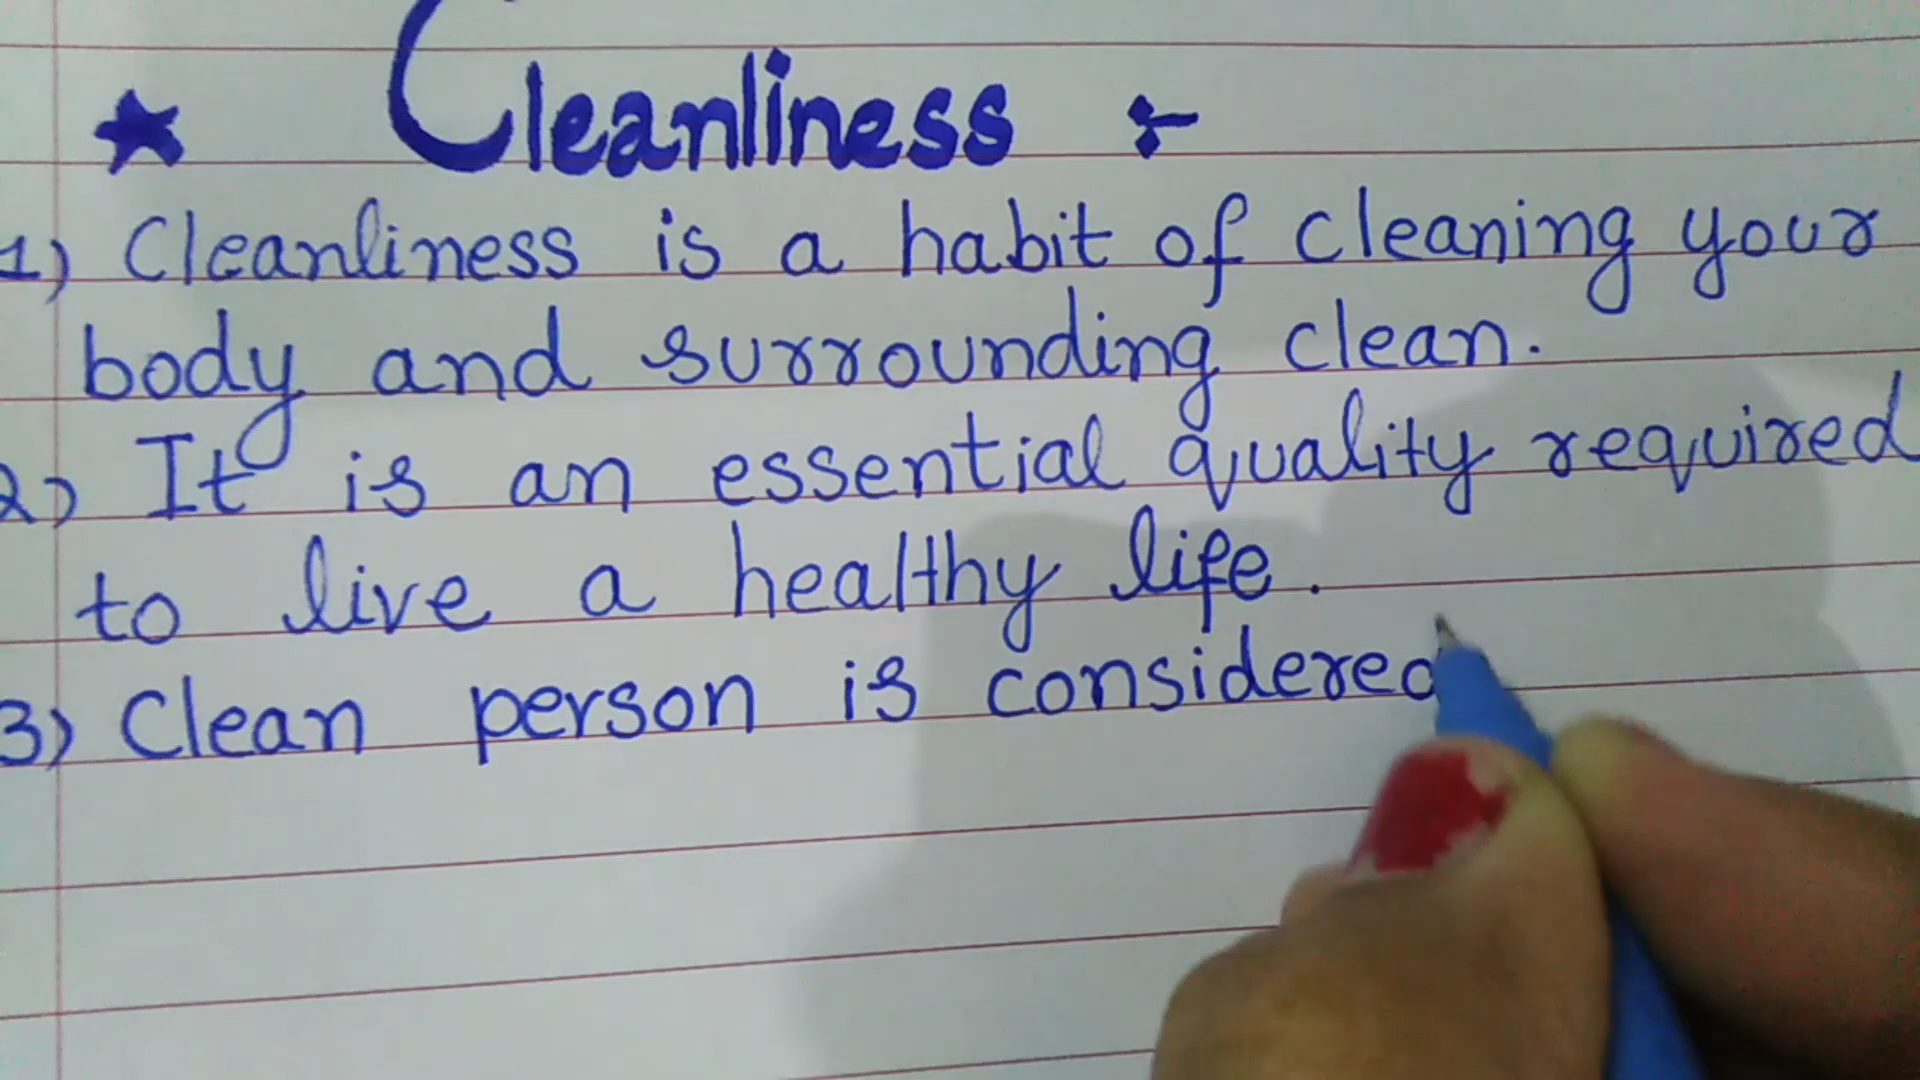 ★ Cleanliness :-
1) Cleanliness is a habit of cleaning your
body and surrounding clean.
2) It is an essential quality required
to live a healthy life.
3) Clean person is considered